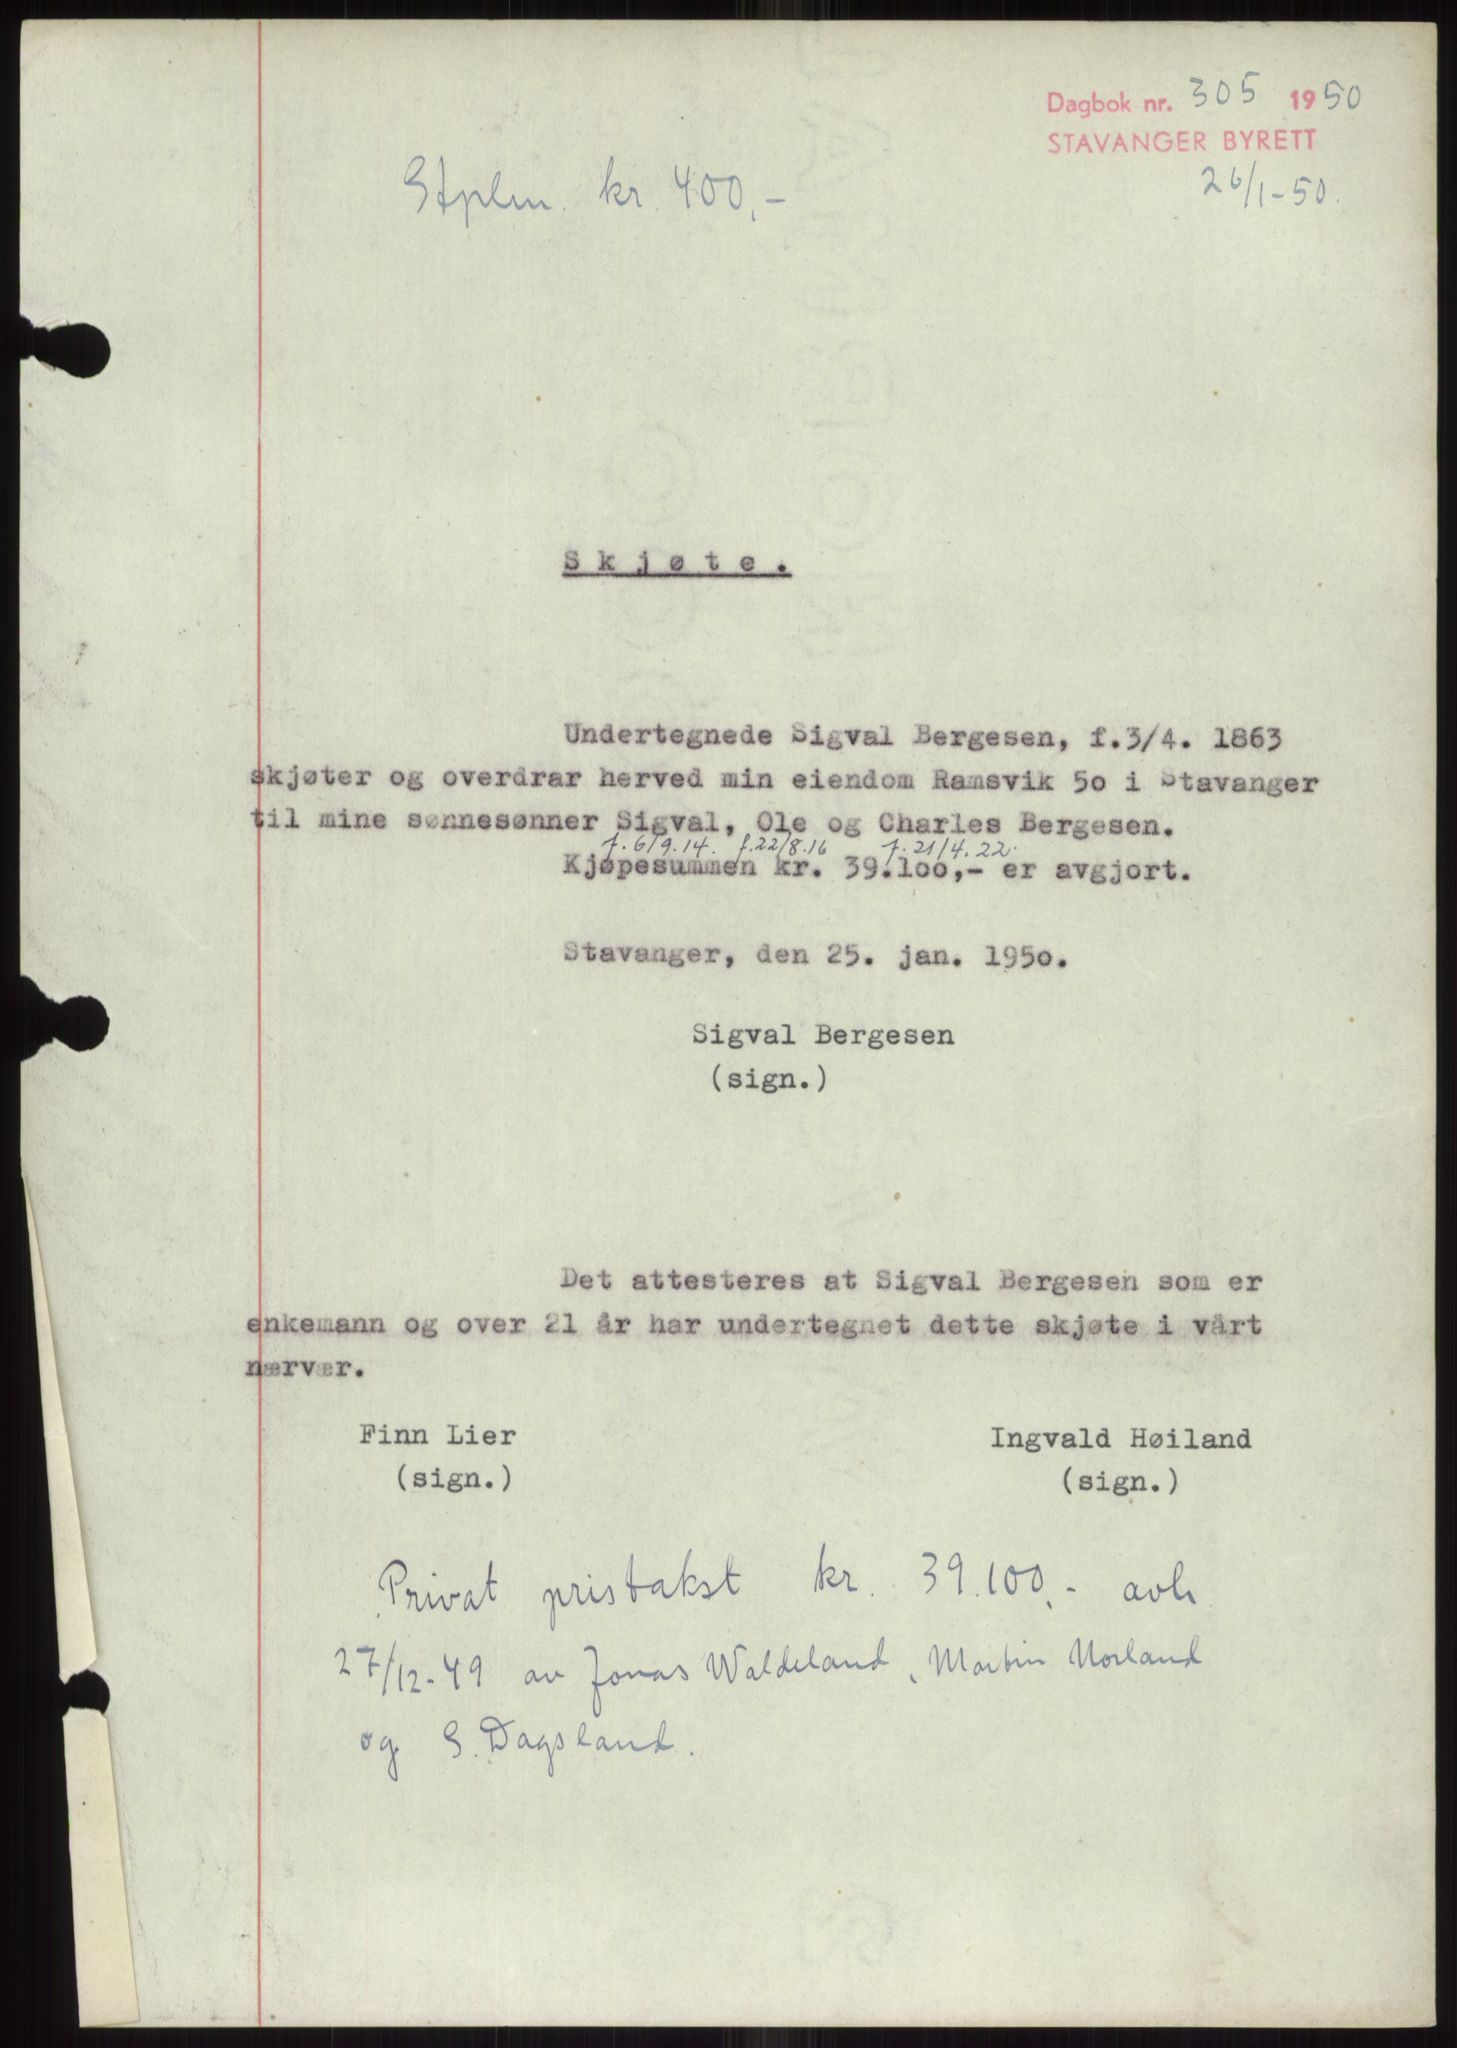 Dagbok nr. 305 1950
STAVANGER BYRETT
26/1-50.
Stplm. kr. 400,-
Skjøte.
Undertegnede Sigval Bergesen, f.3/4. 1863
skjøter og overdrar herved min eiendom Ramsvik 5o i Stavanger
til mine sønnesønner Sigval, Ole og Charles Bergesen.
f. 6/9.14. f.22/8.16 f.21/4.22.
Kjøpesummen kr. 39.loo,- er avgjort.
Stavanger, den 25. jan. 195o.
Sigval Bergesen
(sign.)
Det attesteres at Sigval Bergesen som er
enkemann og over 21 år har undertegnet dette skjøte i vårt
nærvær.
Finn Lier Ingvald Høiland
(sign.) (sign.)
Privat pristakst kr. 39.100,- avh
27/12-49 av Jonas Waldeland, Martin Norland
og S. Dagsland.